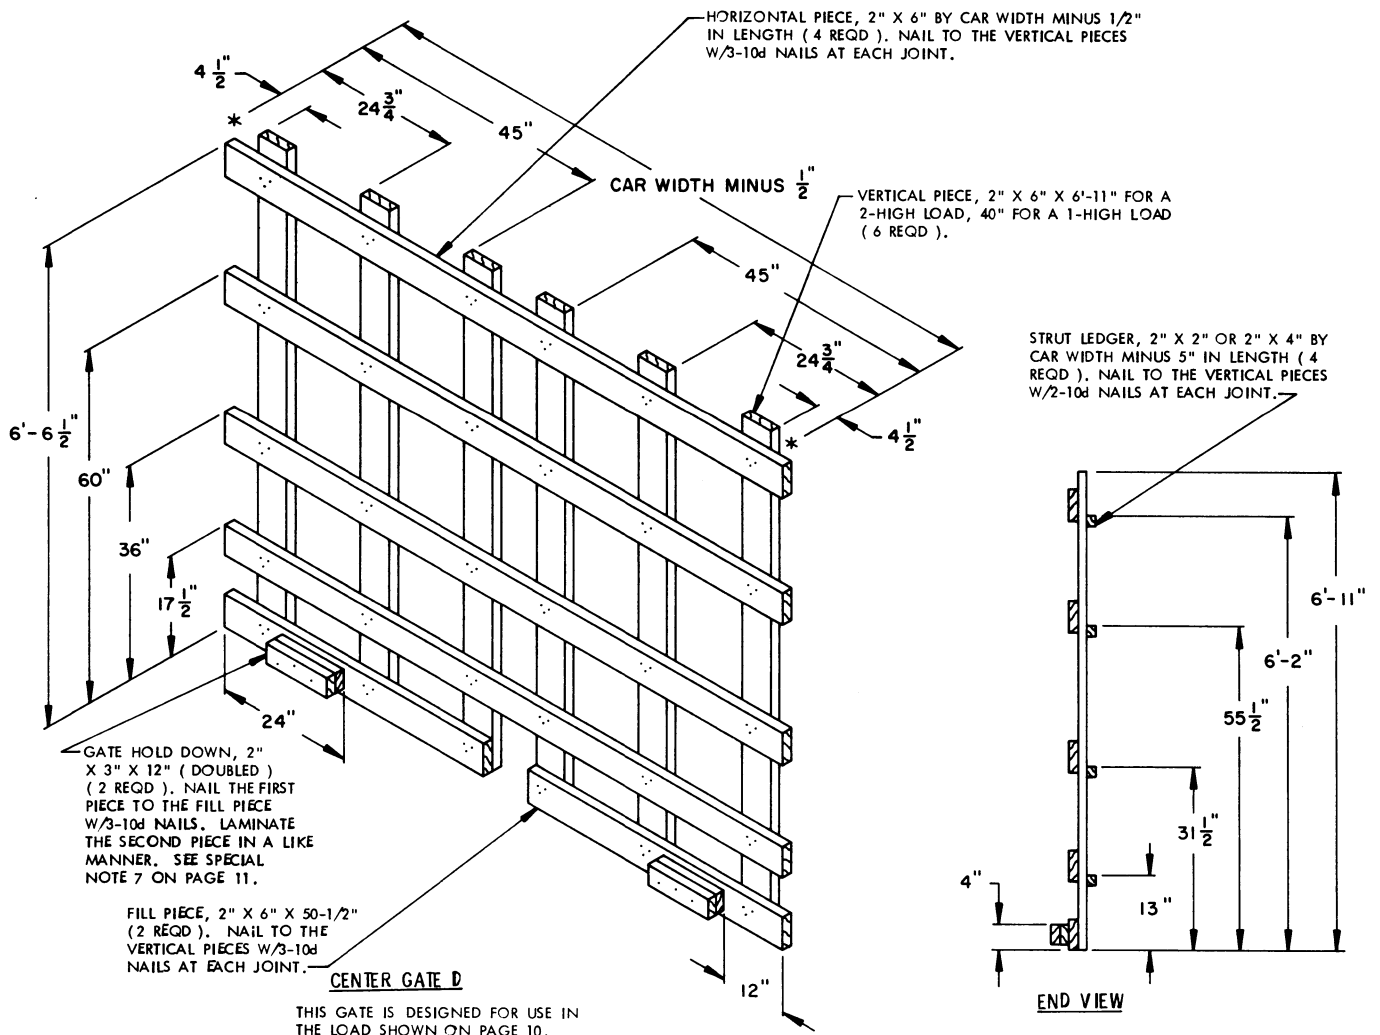 HORIZONTAL PIECE, 2" X 6" BY CAR WIDTH MINUS 1/2"
IN LENGTH ( 4 REQD ). NAIL TO THE VERTICAL PIECES
W/3-10d NAILS AT EACH JOINT.
4 1/2"
*
24 3/4"
45"
CAR WIDTH MINUS 1/2"
VERTICAL PIECE, 2" X 6" X 6'-11" FOR A
2-HIGH LOAD, 40" FOR A 1-HIGH LOAD
( 6 REQD ).
45"
24 3/4"
*
4 1/2"
STRUT LEDGER, 2" X 2" OR 2" X 4" BY
CAR WIDTH MINUS 5" IN LENGTH ( 4
REQD ). NAIL TO THE VERTICAL PIECES
W/2-10d NAILS AT EACH JOINT.
6'-6 1/2"
60"
36"
17 1/2"
24"
GATE HOLD DOWN, 2"
X 3" X 12" ( DOUBLED )
( 2 REQD ). NAIL THE FIRST
PIECE TO THE FILL PIECE
W/3-10d NAILS. LAMINATE
THE SECOND PIECE IN A LIKE
MANNER. SEE SPECIAL
NOTE 7 ON PAGE 11.
FILL PIECE, 2" X 6" X 50-1/2"
(2 REQD ). NAIL TO THE
VERTICAL PIECES W/3-10d
NAILS AT EACH JOINT.
12"
6'-11"
6'-2"
55 1/2"
31 1/2"
13"
4"
CENTER GATE D
THIS GATE IS DESIGNED FOR USE IN
THE LOAD SHOWN ON PAGE 10.
END VIEW